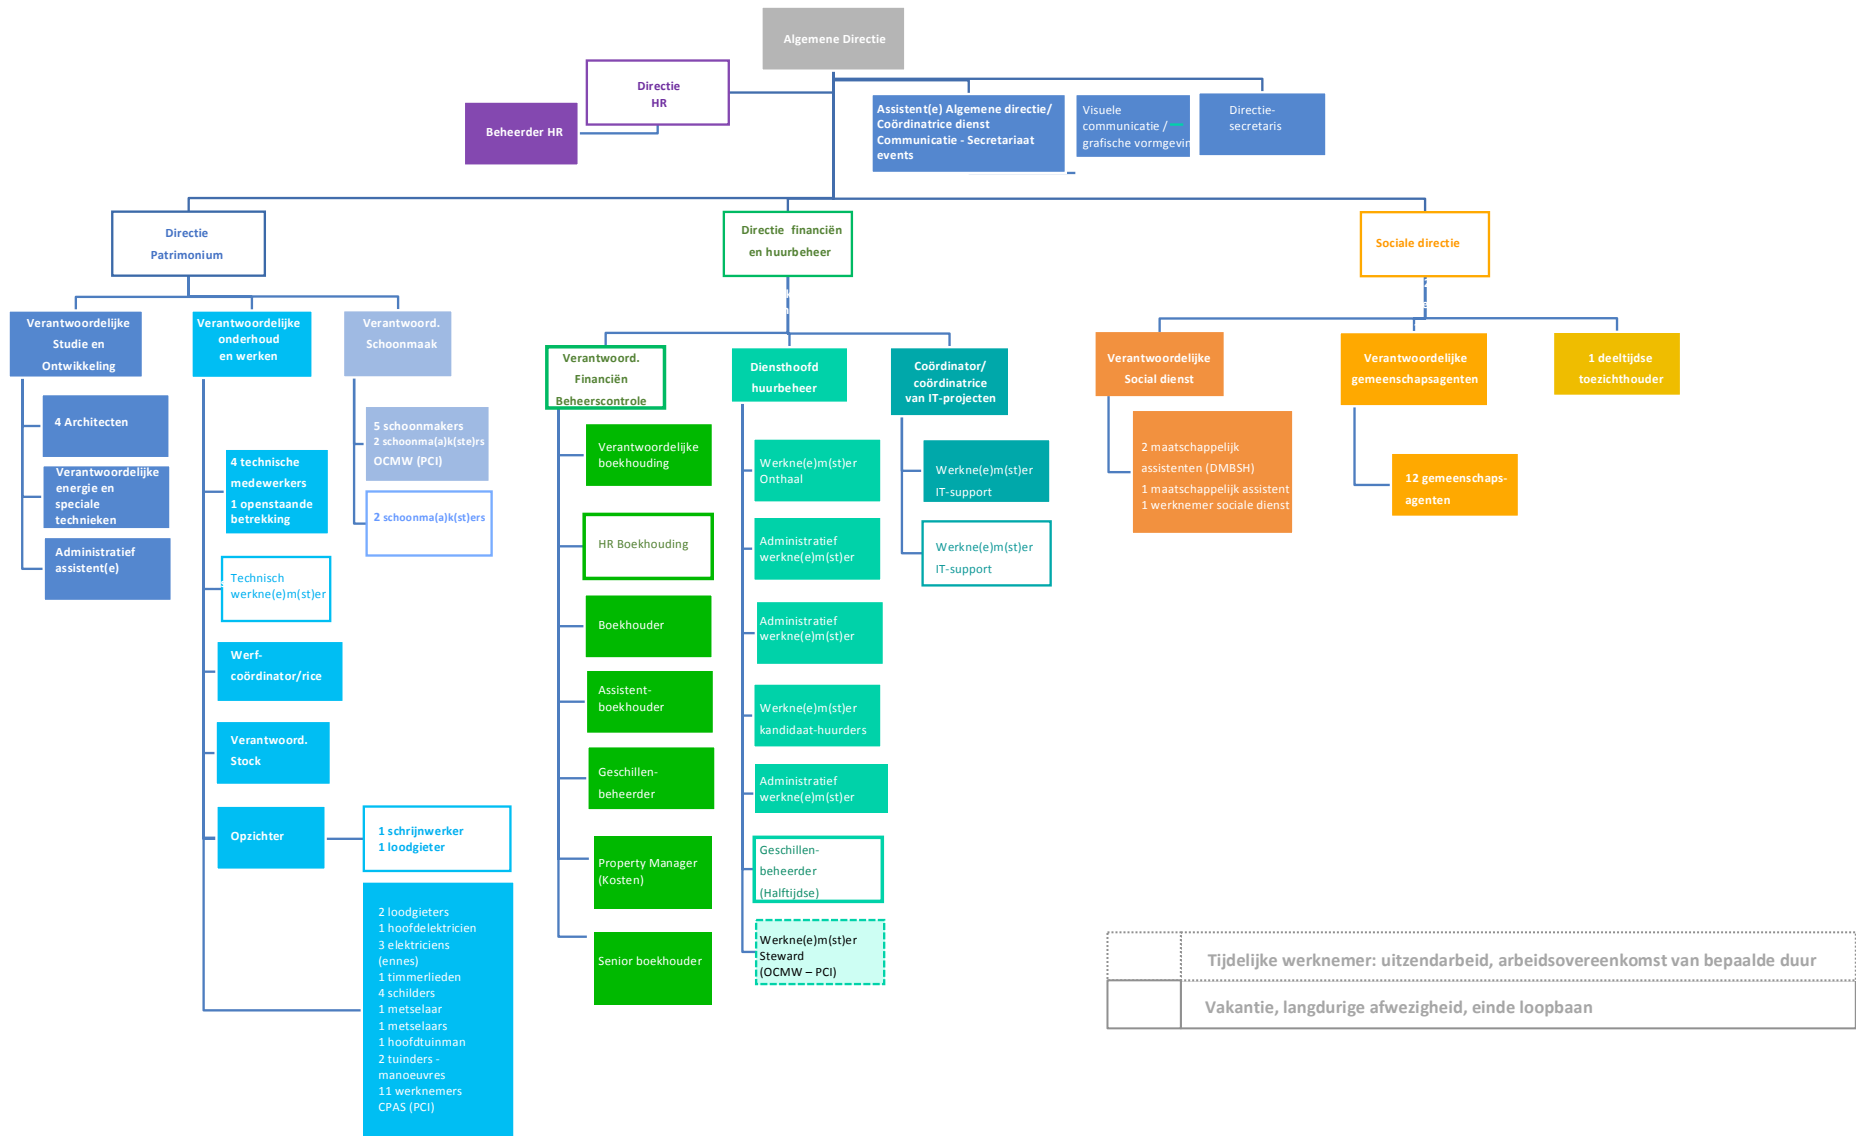 Algemene Directie
Directie
HR
Beheerder HR
Assistent(e) Algemene directie/
Coördinatrice dienst
Communicatie - Secretariaat
events
Visuele
communicatie /
grafische vormgevin
Directie-
secretaris
Directie
Patrimonium
Directie financiën
en huurbeheer
Sociale directie
Verantwoordelijke
Studie en
Ontwikkeling
4 Architecten
Verantwoordelijke
energie en
speciale
technieken
Administratief
assistent(e)
Verantwoordelijke
onderhoud
en werken
4 technische
medewerkers
1 openstaande
betrekking
Technisch
werkne(e)m(st)er
Werf-
coördinator/rice
Verantwoord.
Stock
Opzichter
1 schrijnwerker
1 loodgieter
2 loodgieters
1 hoofdelektricien
3 elektriciens
(ennes)
1 timmerlieden
4 schilders
1 metselaar
1 metselaars
1 hoofdtuinman
2 tuinders -
manoeuvres
11 werknemers
CPAS (PCI)
Verantwoord.
Schoonmaak
5 schoonmakers
2 schoonma(a)k(ste)rs
OCMW (PCI)
2 schoonma(a)k(st)ers
Verantwoord.
Financiën
Beheerscontrole
Verantwoordelijke
boekhouding
HR Boekhouding
Boekhouder
Assistent-
boekhouder
Geschillen-
beheerder
Property Manager
(Kosten)
Senior boekhouder
Diensthoofd
huurbeheer
Werkne(e)m(st)er
Onthaal
Administratief
werkne(e)m(st)er
Administratief
werkne(e)m(st)er
Werkne(e)m(st)er
kandidaat-huurders
Administratief
werkne(e)m(st)er
Geschillen-
beheerder
(Halftijdse)
Werkne(e)m(st)er
Steward
(OCMW – PCI)
Coördinator/
coördinatrice
van IT-projecten
Werkne(e)m(st)er
IT-support
Werkne(e)m(st)er
IT-support
Verantwoordelijke
Social dienst
2 maatschappelijk
assistenten (DMBSH)
1 maatschappelijk assistent
1 werknemer sociale dienst
Verantwoordelijke
gemeenschapsagenten
12 gemeenschaps-
agenten
1 deeltijdse
toezichthouder
Tijdelijke werknemer: uitzendarbeid, arbeidsovereenkomst van bepaalde duur
Vakantie, langdurige afwezigheid, einde loopbaan